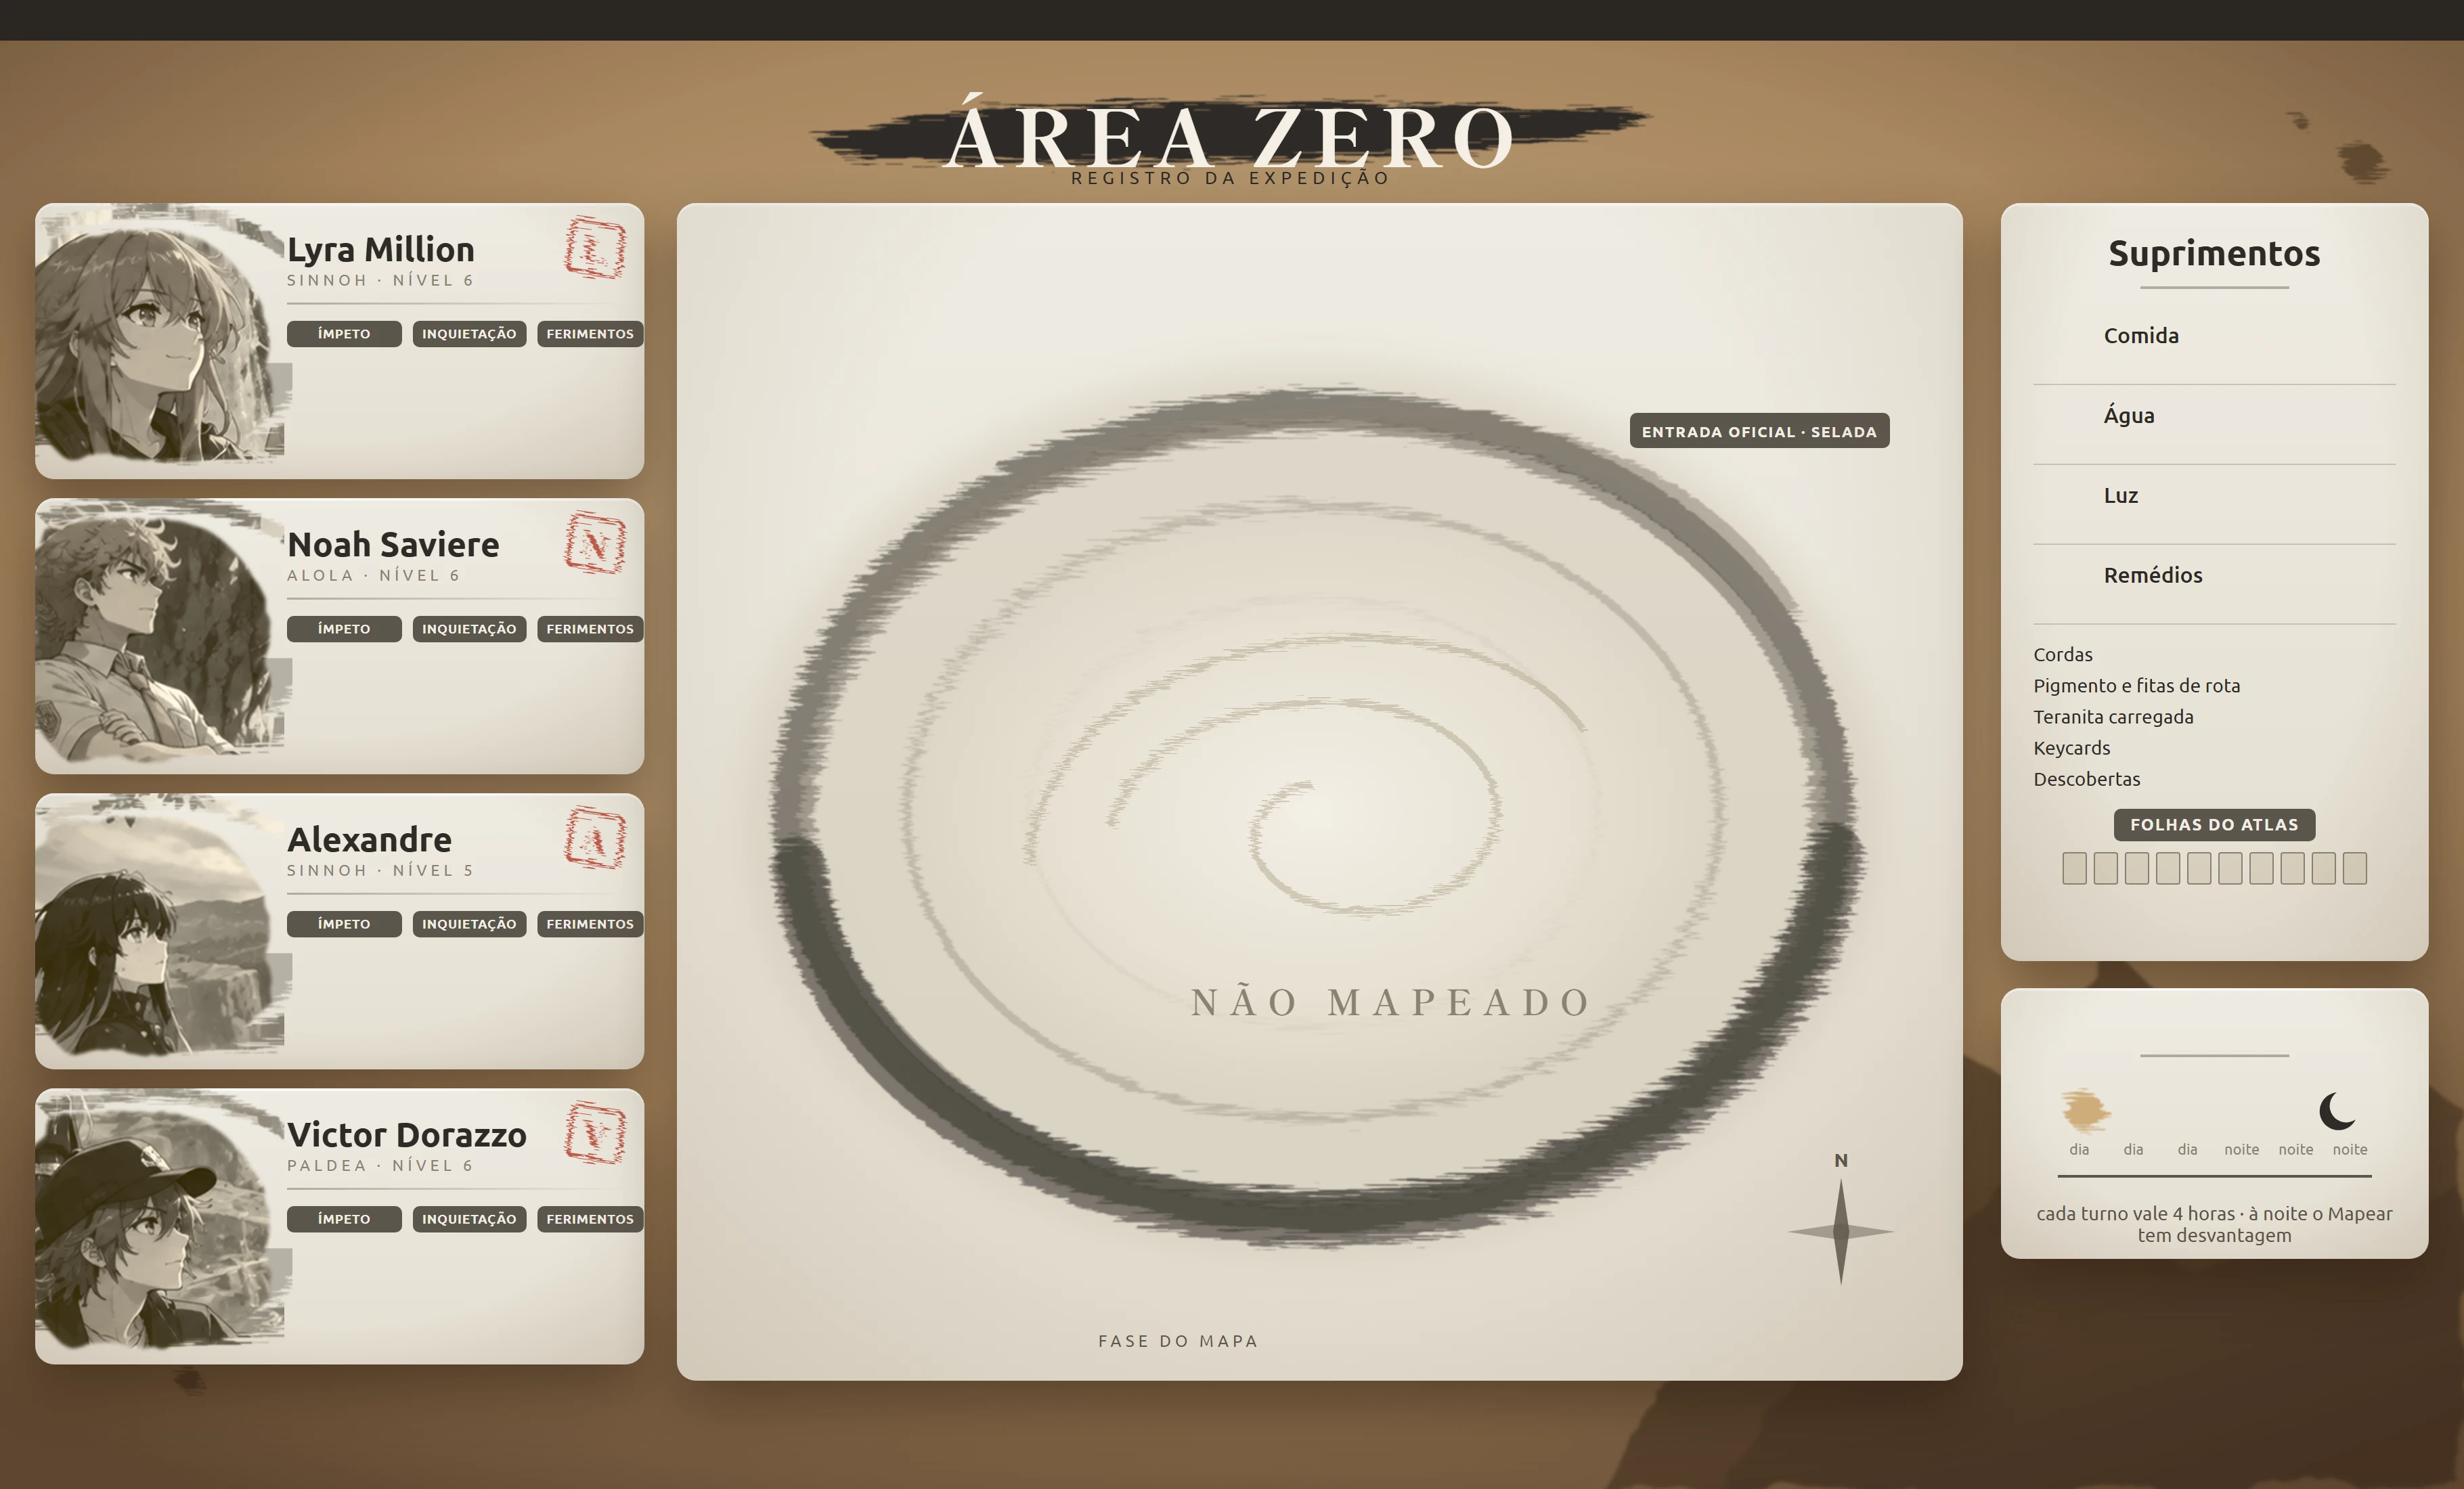 ÁREA ZERO
REGISTRO DA EXPEDIÇÃO
Lyra Million
L
SINNOH · NÍVEL 6
ÍMPETO INQUIETAÇÃO FERIMENTOS
Noah Saviere
N
ALOLA · NÍVEL 6
ÍMPETO INQUIETAÇÃO FERIMENTOS
Alexandre
A
SINNOH · NÍVEL 5
ÍMPETO INQUIETAÇÃO FERIMENTOS
Victor Dorazzo
V
PALDEA · NÍVEL 6
ÍMPETO INQUIETAÇÃO FERIMENTOS
ENTRADA OFICIAL · SELADA
NÃO MAPEADO
N
FASE DO MAPA
Suprimentos
Comida
Água
Luz
Remédios
Cordas
Pigmento e fitas de rota
Teranita carregada
Keycards
Descobertas
FOLHAS DO ATLAS
dia dia dia noite noite noite
cada turno vale 4 horas · à noite o Mapear
tem desvantagem